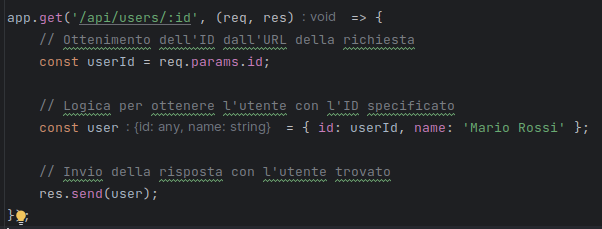 app.get('/api/users/:id', (req, res) : void => {
// Ottenimento dell'ID dall'URL della richiesta
const userId = req.params.id;
// Logica per ottenere l'utente con l'ID specificato
const user : {id: any, name: string} = { id: userId, name: 'Mario Rossi' };
// Invio della risposta con l'utente trovato
res.send(user);
});